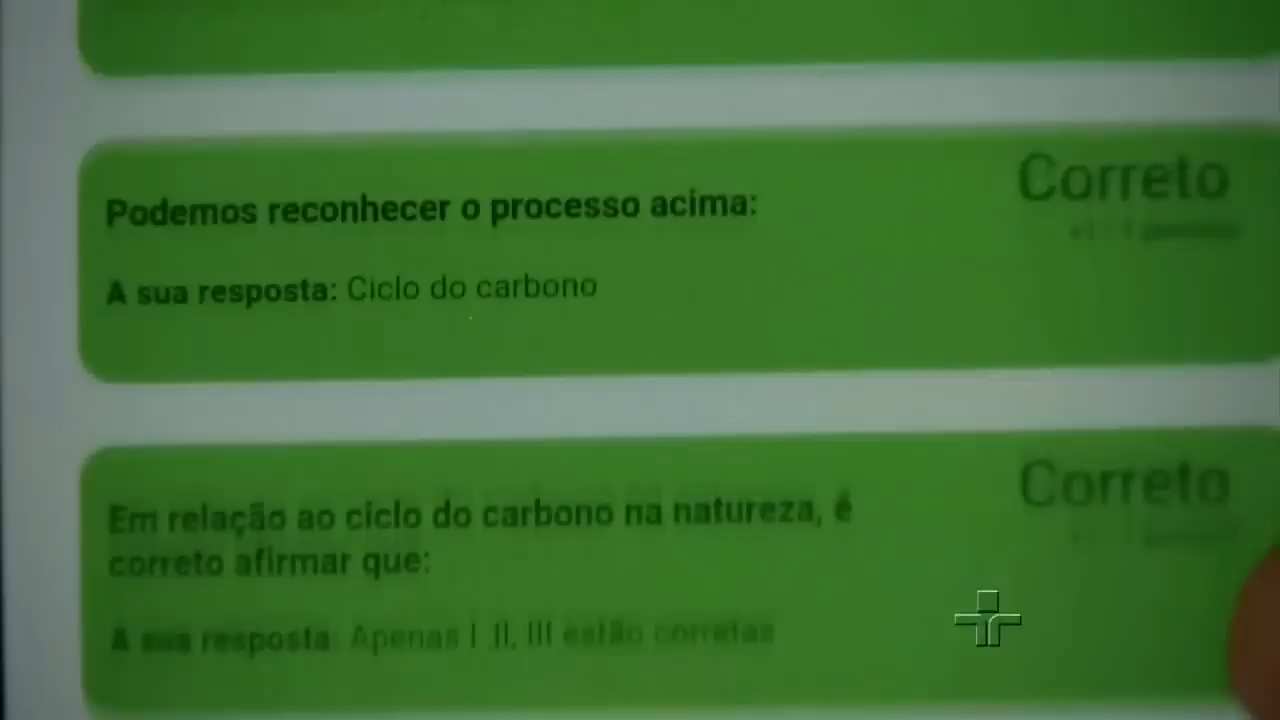 Podemos reconhecer o processo acima:
Correto
A sua resposta: Ciclo do carbono
Em relação ao ciclo do carbono na natureza, é
correto afirmar que:
Correto
A sua resposta: Apenas I, II, III estão corretas